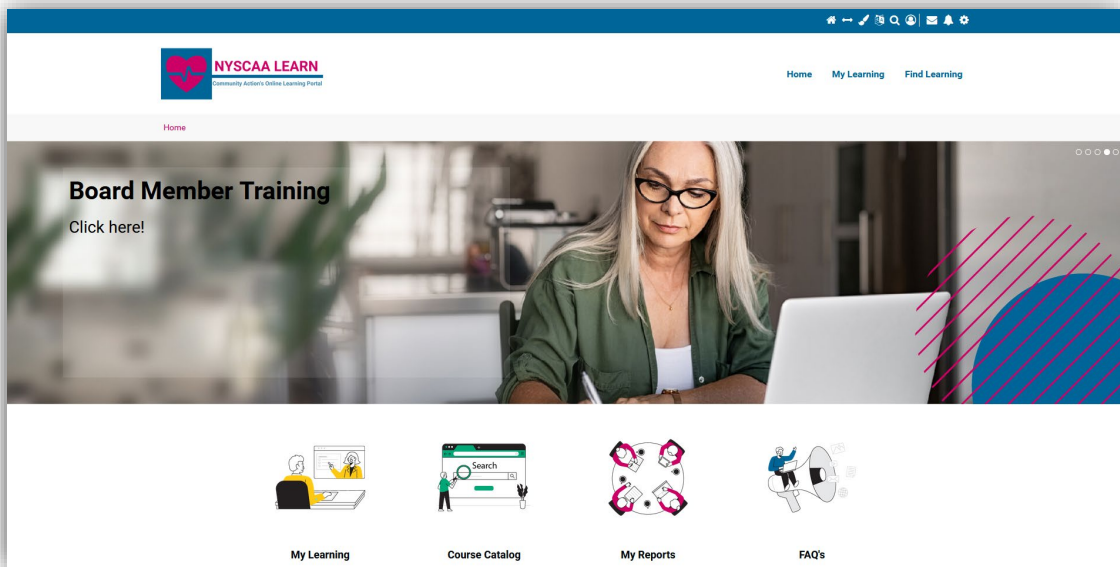 NYSCAA LEARN
Community Action's Online Learning Portal
Home My Learning Find Learning
Home
Board Member Training
Click here!
Search
My Learning Course Catalog My Reports FAQ's